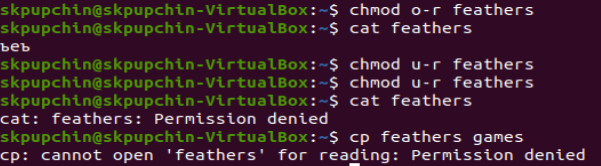 skpupchin@skpupchin-VirtualBox:~$ chmod o-r feathers
skpupchin@skpupchin-VirtualBox:~$ cat feathers
ъеъ
skpupchin@skpupchin-VirtualBox:~$ chmod u-r feathers
skpupchin@skpupchin-VirtualBox:~$ chmod u-r feathers
skpupchin@skpupchin-VirtualBox:~$ cat feathers
cat: feathers: Permission denied
skpupchin@skpupchin-VirtualBox:~$ cp feathers games
cp: cannot open 'feathers' for reading: Permission denied